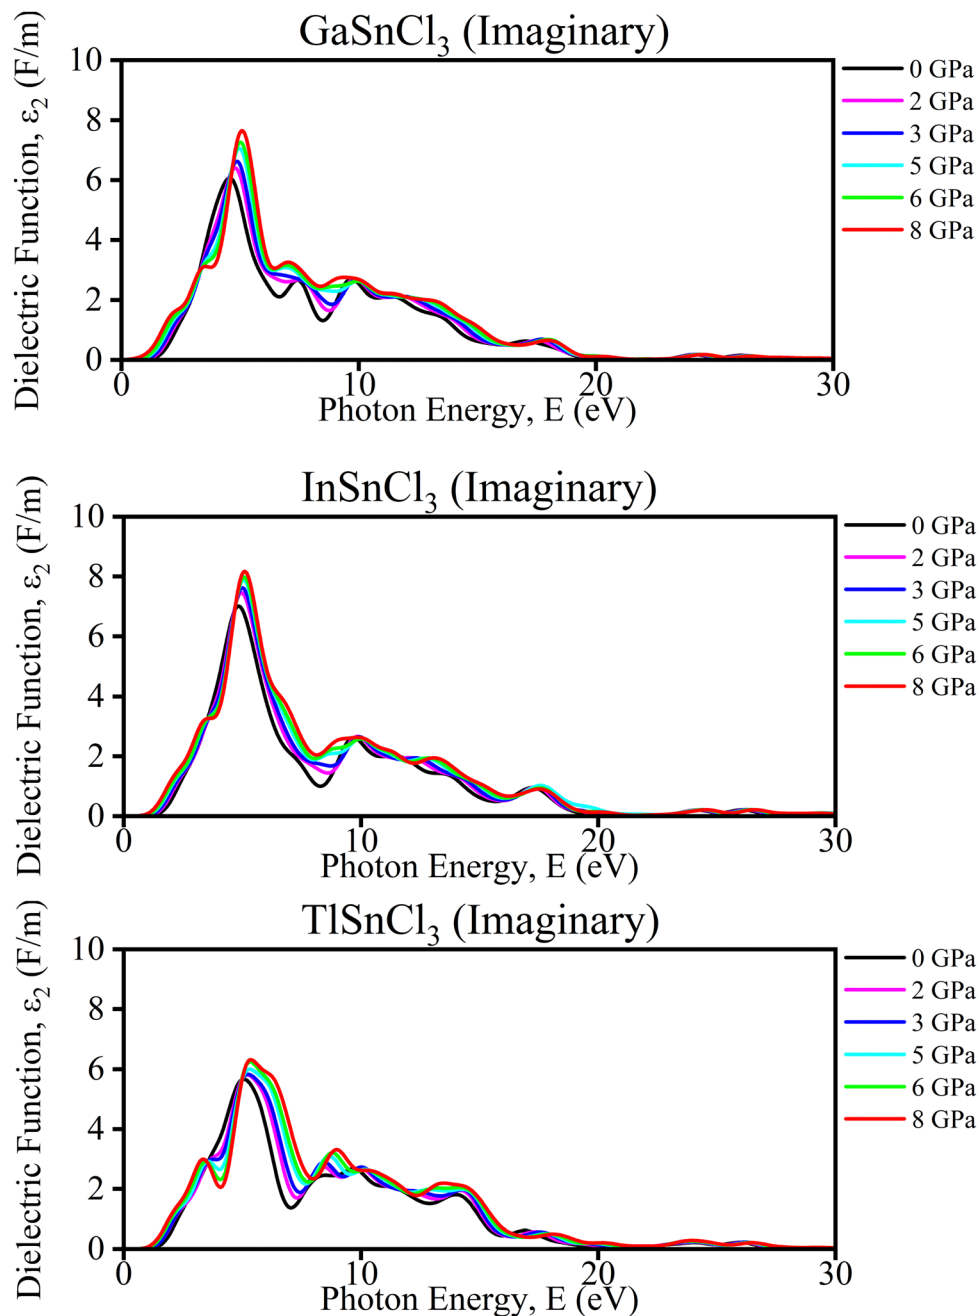 GaSnCl₃ (Imaginary)
Dielectric Function, ε₂ (F/m)
10
8
6
4
2
0
0 10 20 30
Photon Energy, E (eV)
0 GPa
2 GPa
3 GPa
5 GPa
6 GPa
8 GPa
InSnCl₃ (Imaginary)
Dielectric Function, ε₂ (F/m)
10
8
6
4
2
0
0 10 20 30
Photon Energy, E (eV)
0 GPa
2 GPa
3 GPa
5 GPa
6 GPa
8 GPa
TlSnCl₃ (Imaginary)
Dielectric Function, ε₂ (F/m)
10
8
6
4
2
0
0 10 20 30
Photon Energy, E (eV)
0 GPa
2 GPa
3 GPa
5 GPa
6 GPa
8 GPa